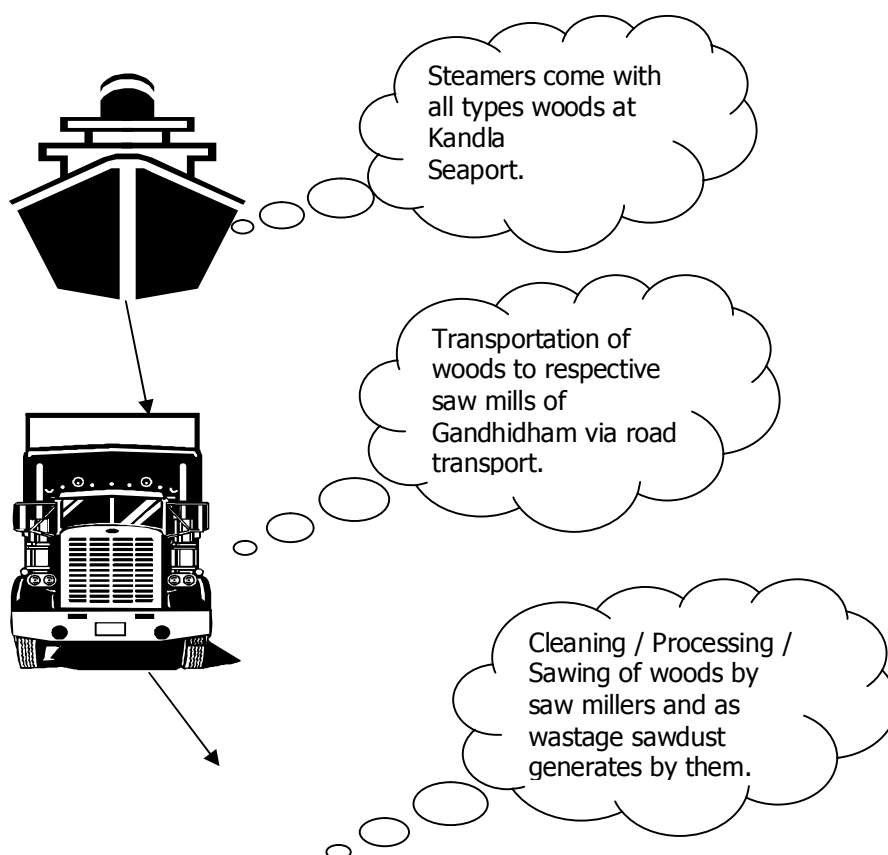 Steamers come with
all types woods at
Kandla
Seaport.
Transportation of
woods to respective
saw mills of
Gandhidham via road
transport.
Cleaning / Processing /
Sawing of woods by
saw millers and as
wastage sawdust
generates by them.